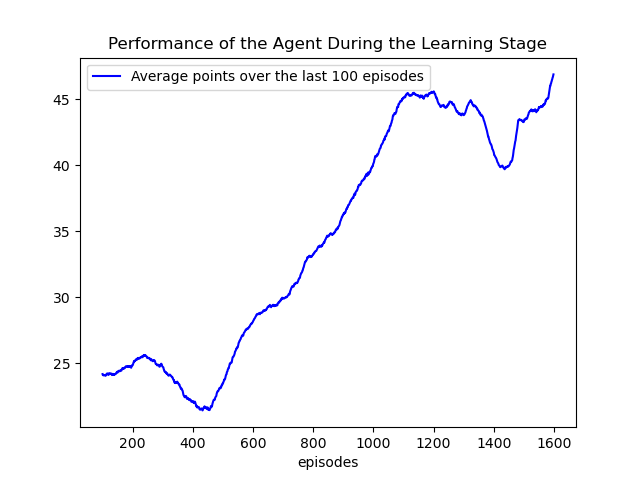 Performance of the Agent During the Learning Stage
Average points over the last 100 episodes
45
40
35
30
25
200 400 600 800 1000 1200 1400 1600
episodes